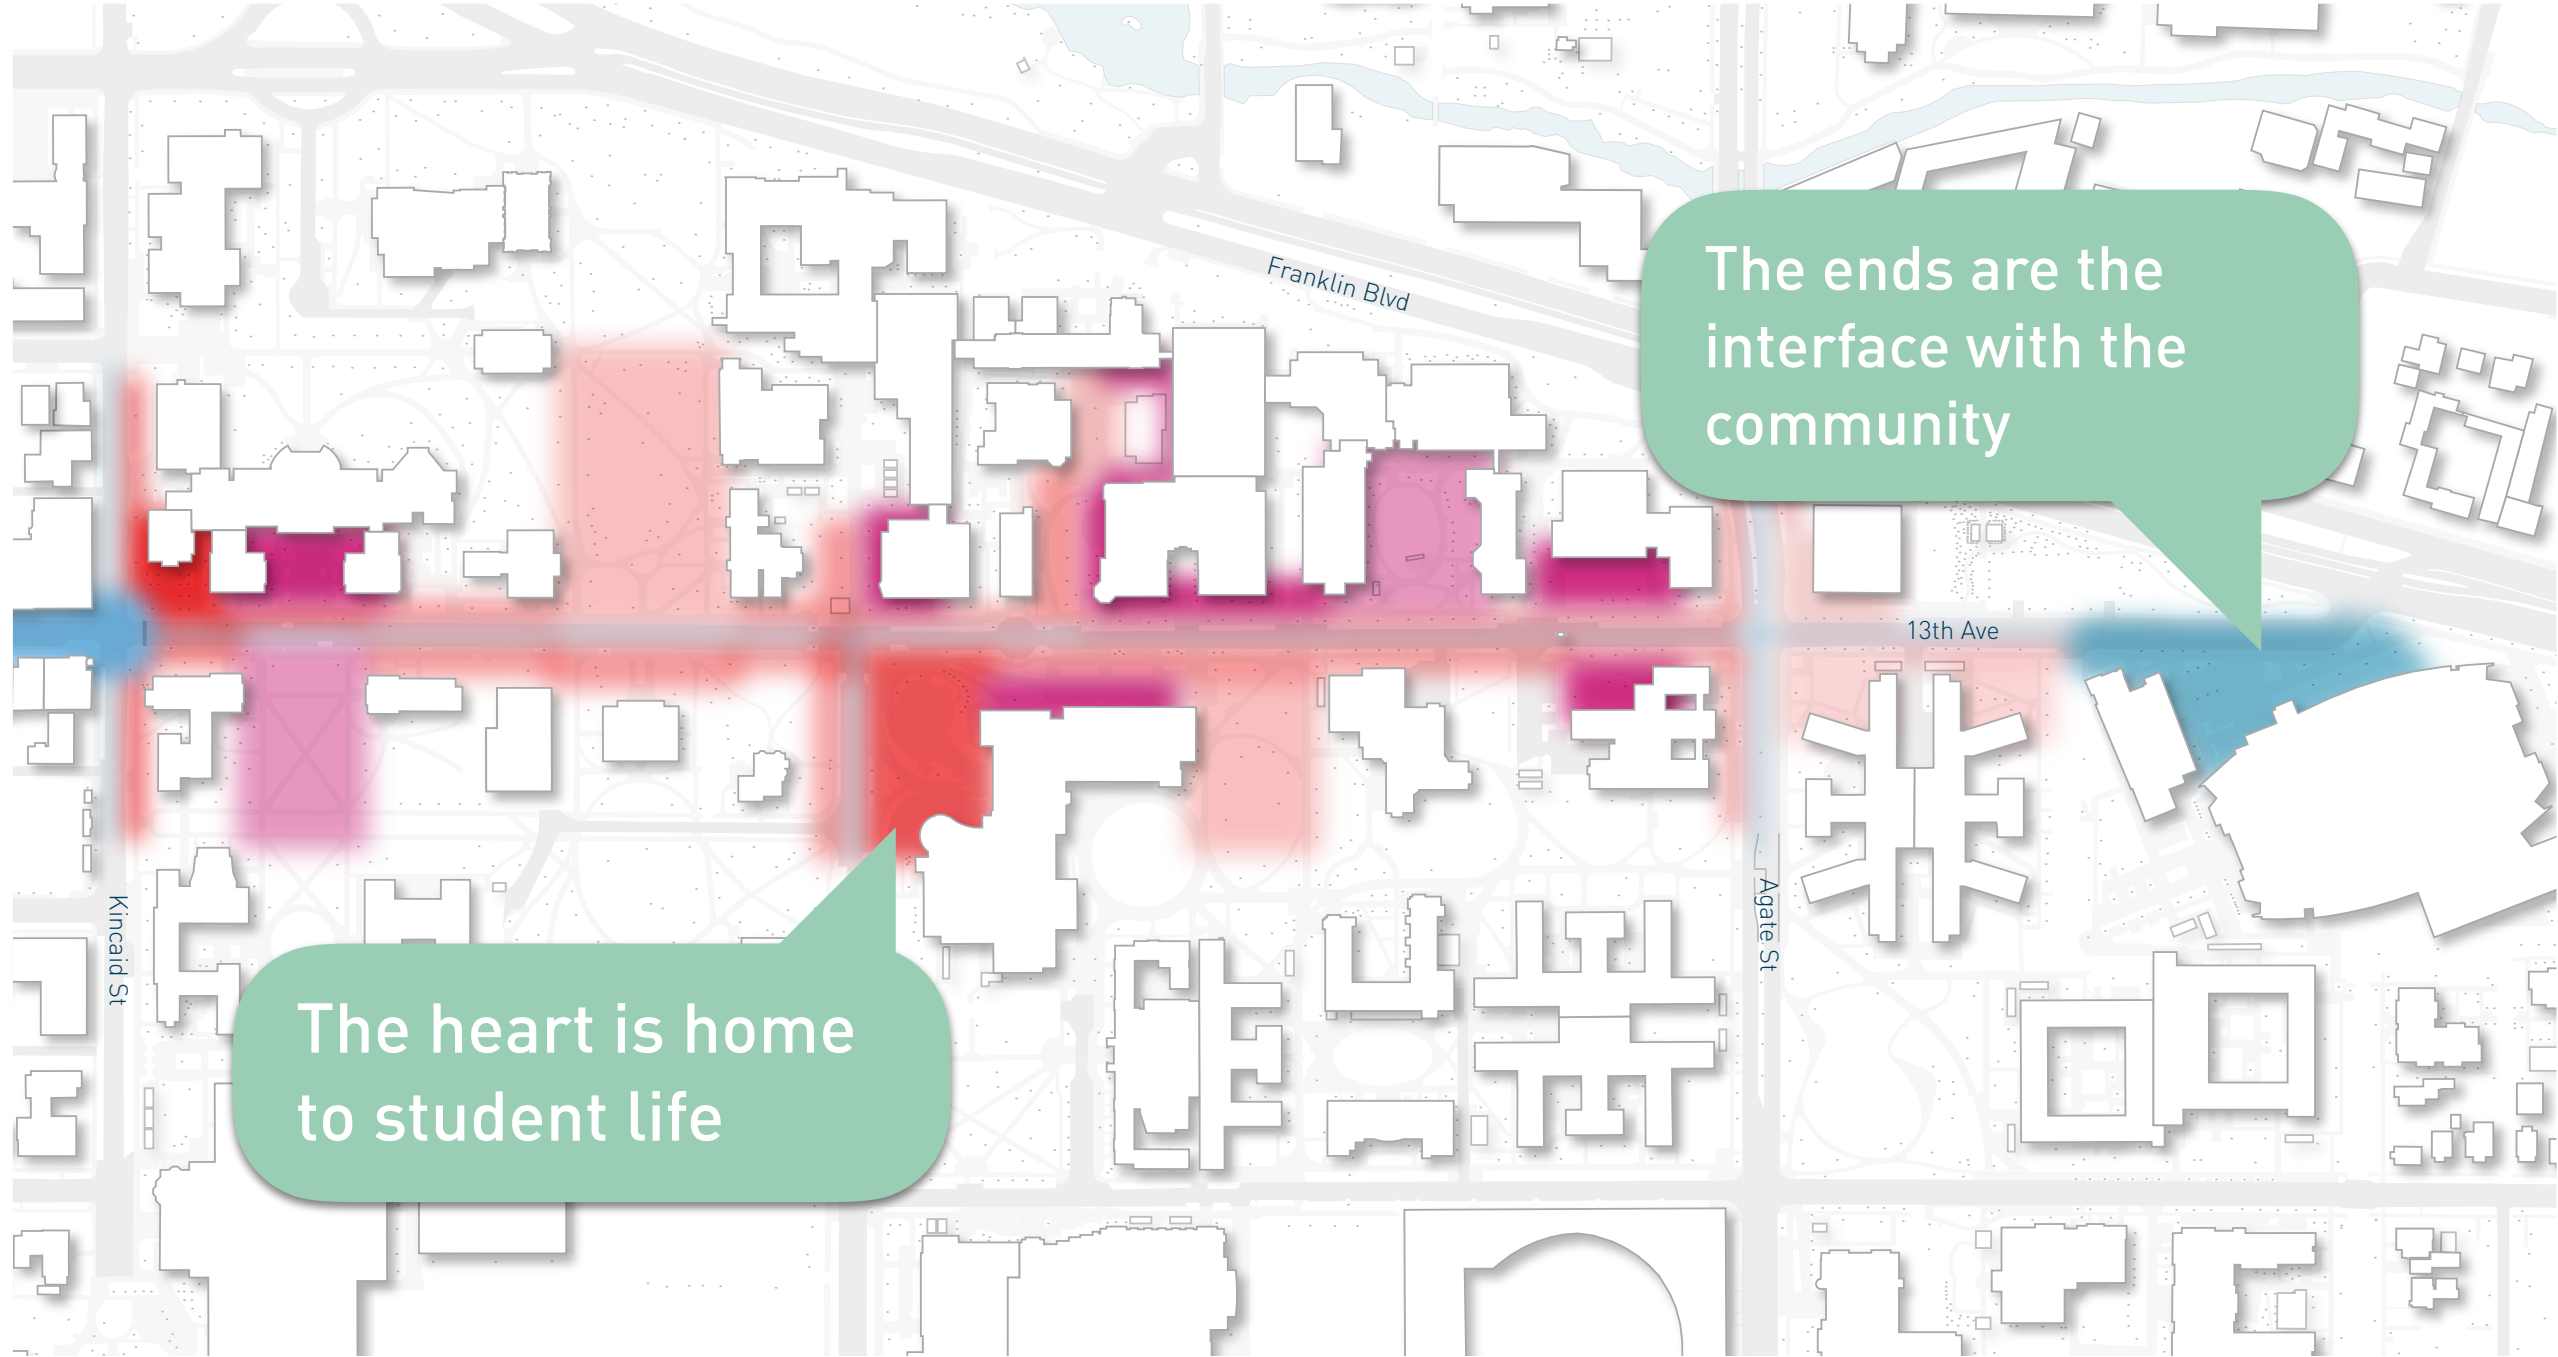 Franklin Blvd
The ends are the
interface with the
community
13th Ave
Kincaid St
Agate St
The heart is home
to student life